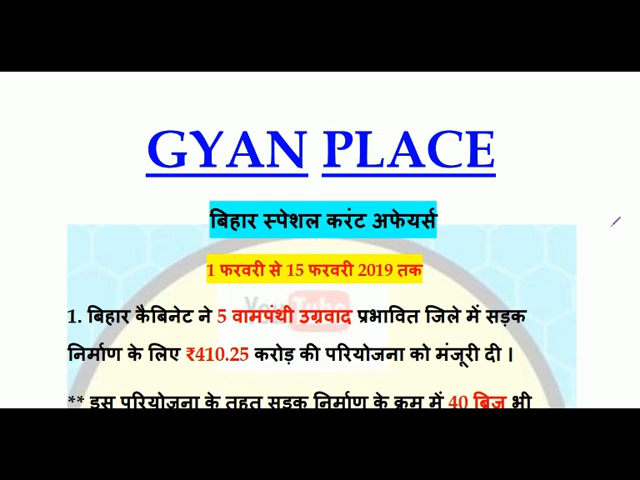 GYAN PLACE
बिहार स्पेशल करंट अफेयर्स
1 फरवरी से 15 फरवरी 2019 तक
YouTube
1. बिहार कैबिनेट ने 5 वामपंथी उग्रवाद प्रभावित जिले में सड़क
निर्माण के लिए ₹410.25 करोड़ की परियोजना को मंजूरी दी ।
** इस परियोजना के तहत सड़क निर्माण के क्रम में 40 ब्रिज भी